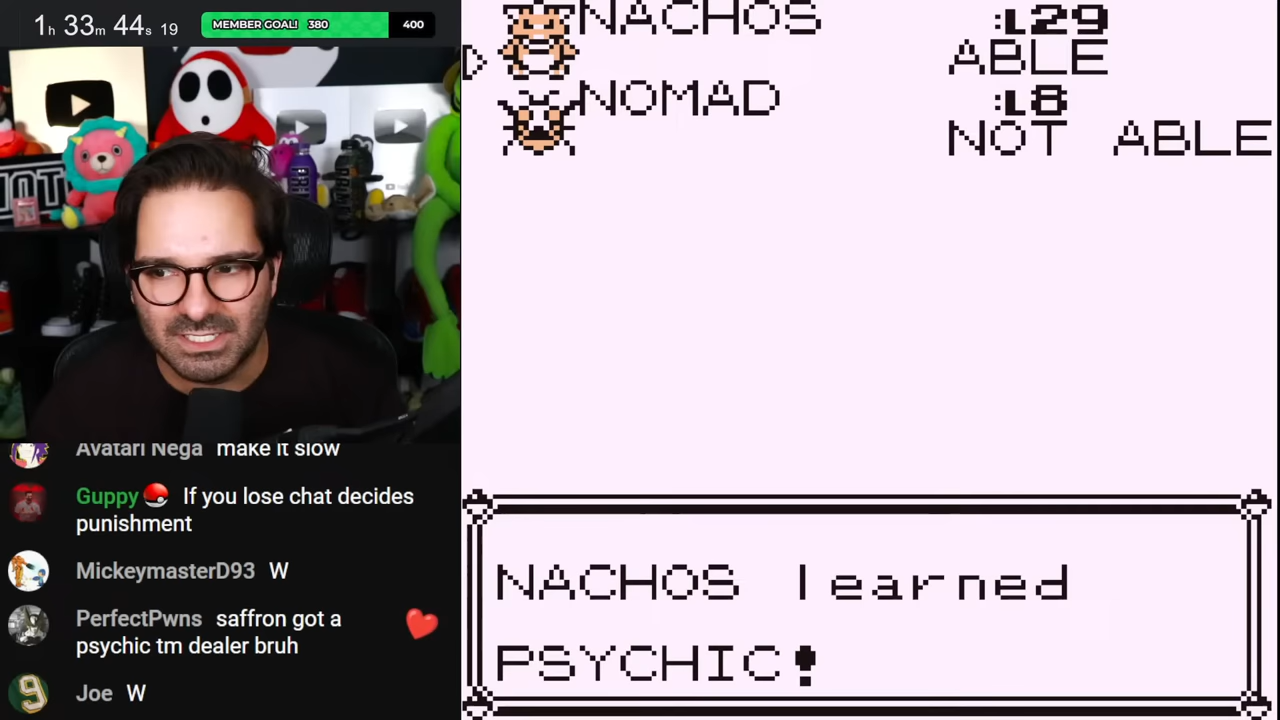 1h 33m 44s 19
MEMBER GOAL! 380
400
NACHOS :L29
ABLE
NOMAD :L8
NOT ABLE
Avatari Nega make it slow
Guppy If you lose chat decides
punishment
MickeymasterD93 W
PerfectPwns saffron got a
psychic tm dealer bruh
Joe W
NACHOS learned
PSYCHIC!